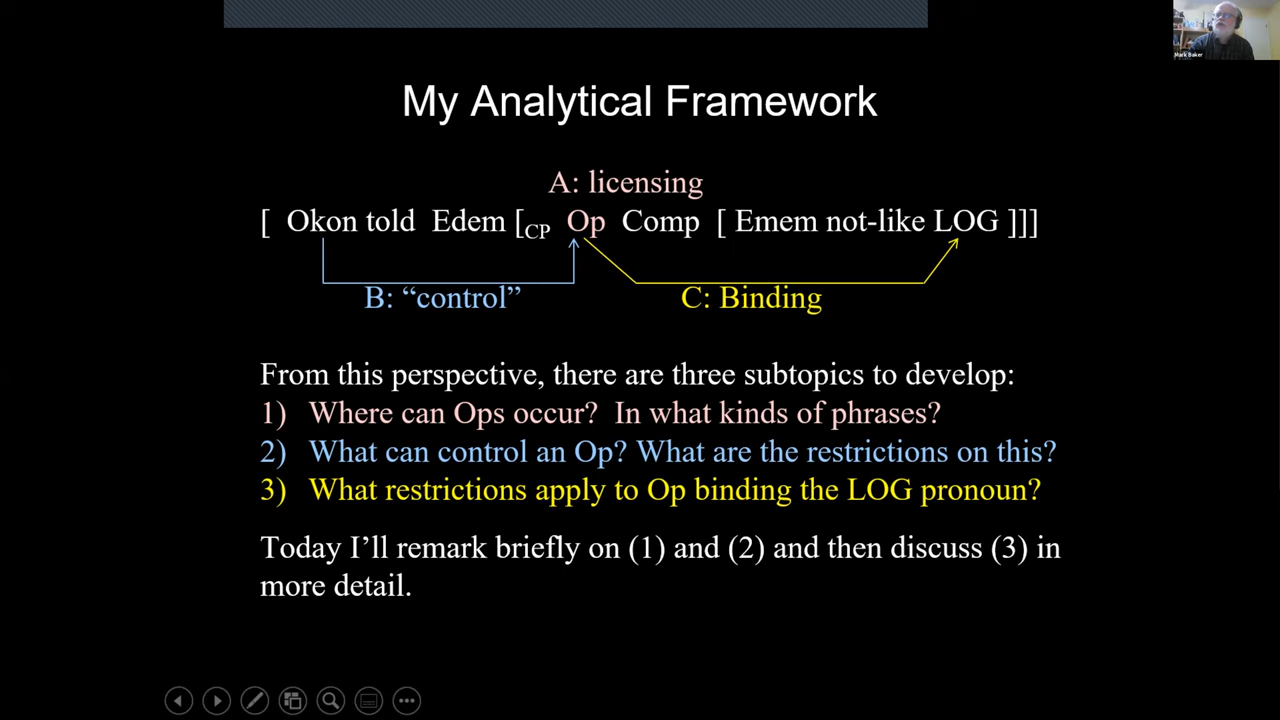 Mark Baker
My Analytical Framework
A: licensing
[ Okon told Edem [CP Op Comp [ Emem not-like LOG ]]]
B: “control” C: Binding
From this perspective, there are three subtopics to develop:
1) Where can Ops occur? In what kinds of phrases?
2) What can control an Op? What are the restrictions on this?
3) What restrictions apply to Op binding the LOG pronoun?
Today I’ll remark briefly on (1) and (2) and then discuss (3) in
more detail.